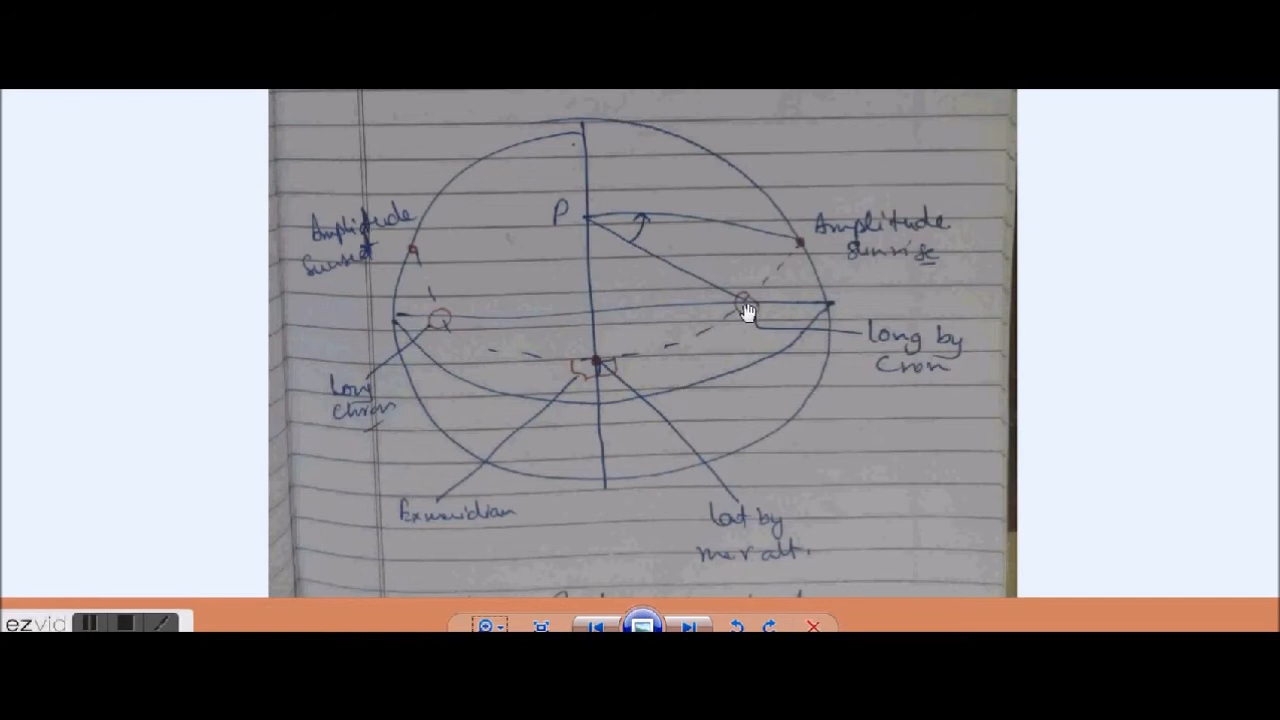 P
Amplitude
Sunset
Amplitude
Sunrise
Long by
Cron
Long
Chron
Exmeridian
Lat by
mer alt.
ezvid